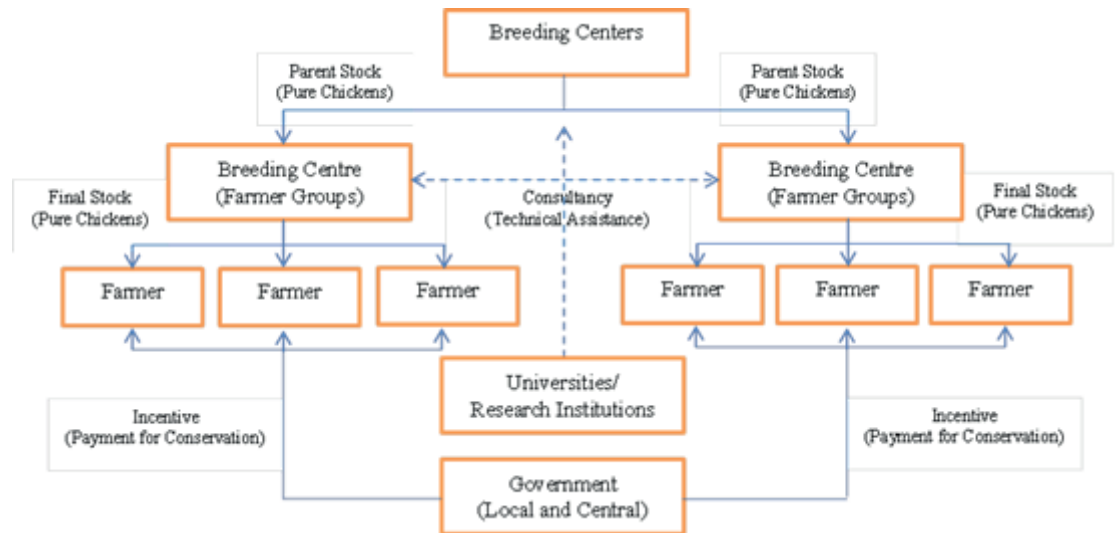 Breeding Centers
Parent Stock
(Pure Chickens)
Parent Stock
(Pure Chickens)
Breeding Centre
(Farmer Groups)
Breeding Centre
(Farmer Groups)
Final Stock
(Pure Chickens)
Consultancy
(Technical Assistance)
Final Stock
(Pure Chickens)
Farmer
Farmer
Farmer
Farmer
Farmer
Farmer
Universities/
Research Institutions
Incentive
(Payment for Conservation)
Incentive
(Payment for Conservation)
Government
(Local and Central)